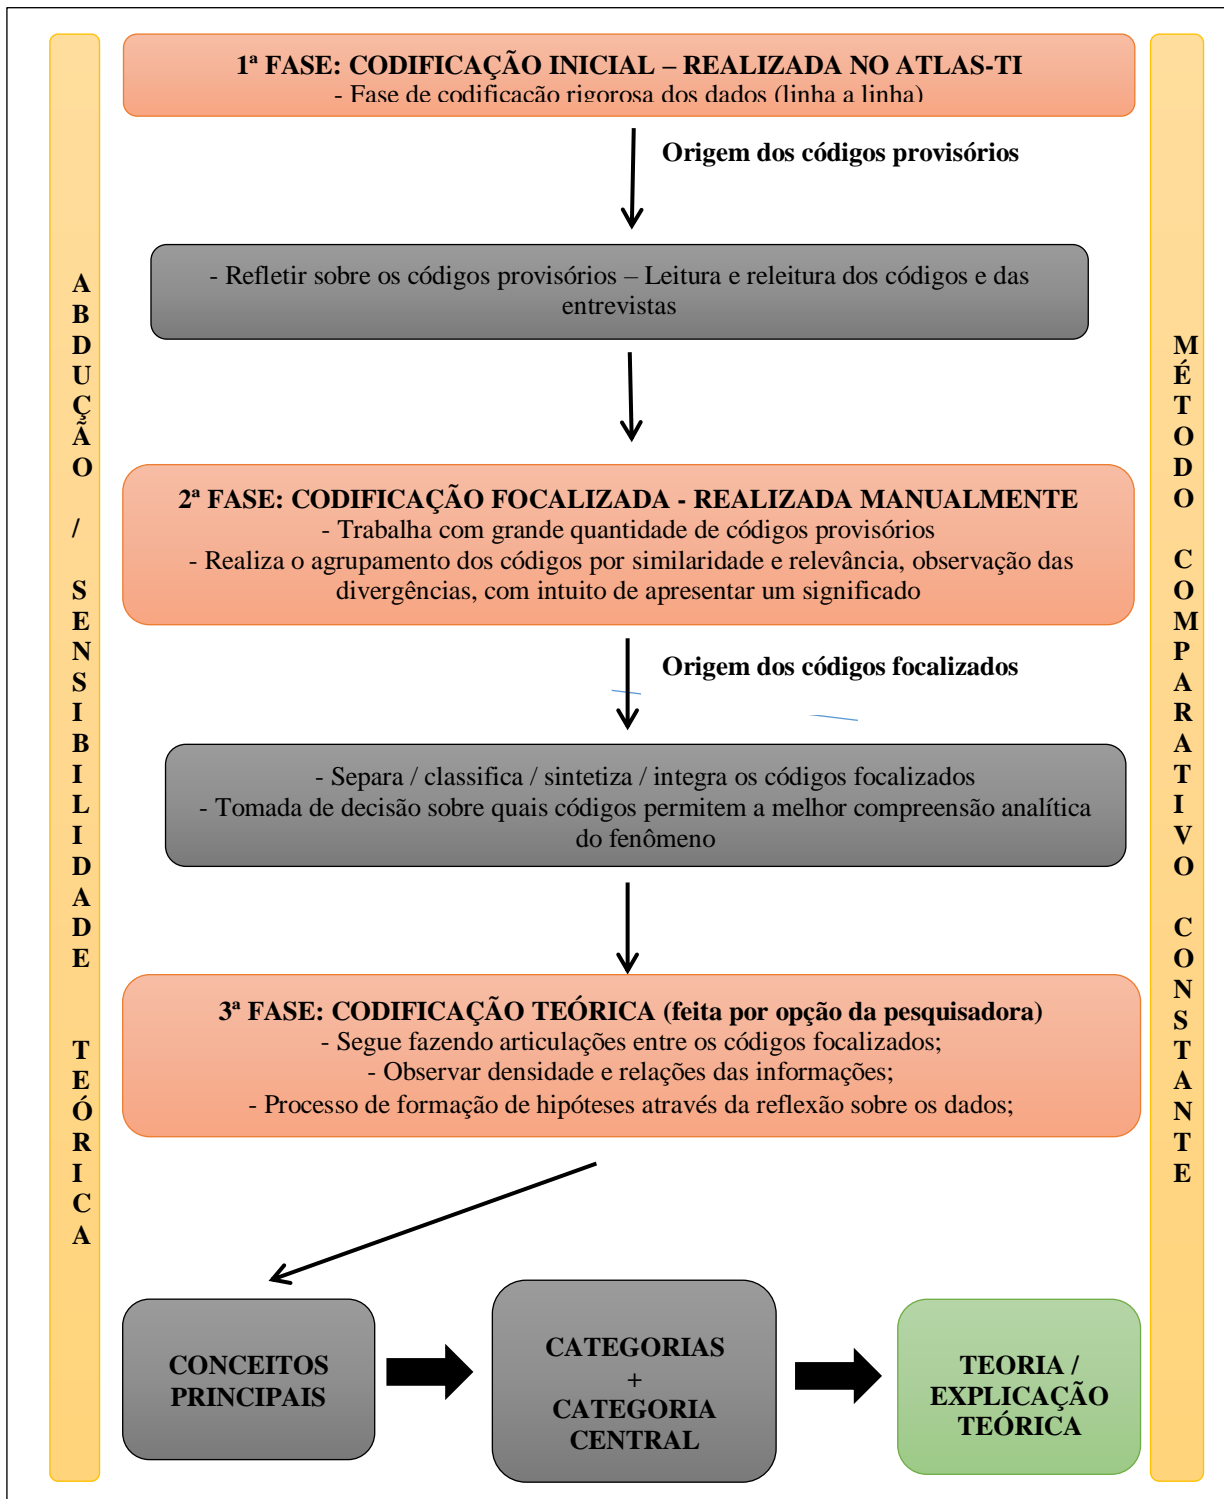 1ª FASE: CODIFICAÇÃO INICIAL – REALIZADA NO ATLAS-TI
- Fase de codificação rigorosa dos dados (linha a linha)
Origem dos códigos provisórios
- Refletir sobre os códigos provisórios – Leitura e releitura dos códigos e das
entrevistas
2ª FASE: CODIFICAÇÃO FOCALIZADA - REALIZADA MANUALMENTE
- Trabalha com grande quantidade de códigos provisórios
- Realiza o agrupamento dos códigos por similaridade e relevância, observação das
divergências, com intuito de apresentar um significado
Origem dos códigos focalizados
- Separa / classifica / sintetiza / integra os códigos focalizados
- Tomada de decisão sobre quais códigos permitem a melhor compreensão analítica
do fenômeno
3ª FASE: CODIFICAÇÃO TEÓRICA (feita por opção da pesquisadora)
- Segue fazendo articulações entre os códigos focalizados;
- Observar densidade e relações das informações;
- Processo de formação de hipóteses através da reflexão sobre os dados;
CONCEITOS
PRINCIPAIS
CATEGORIAS
+
CATEGORIA
CENTRAL
TEORIA /
EXPLICAÇÃO
TEÓRICA
ABDUÇÃO / SENSIBILIDADE TEÓRICA
MÉTODO COMPARATIVO CONSTANTE